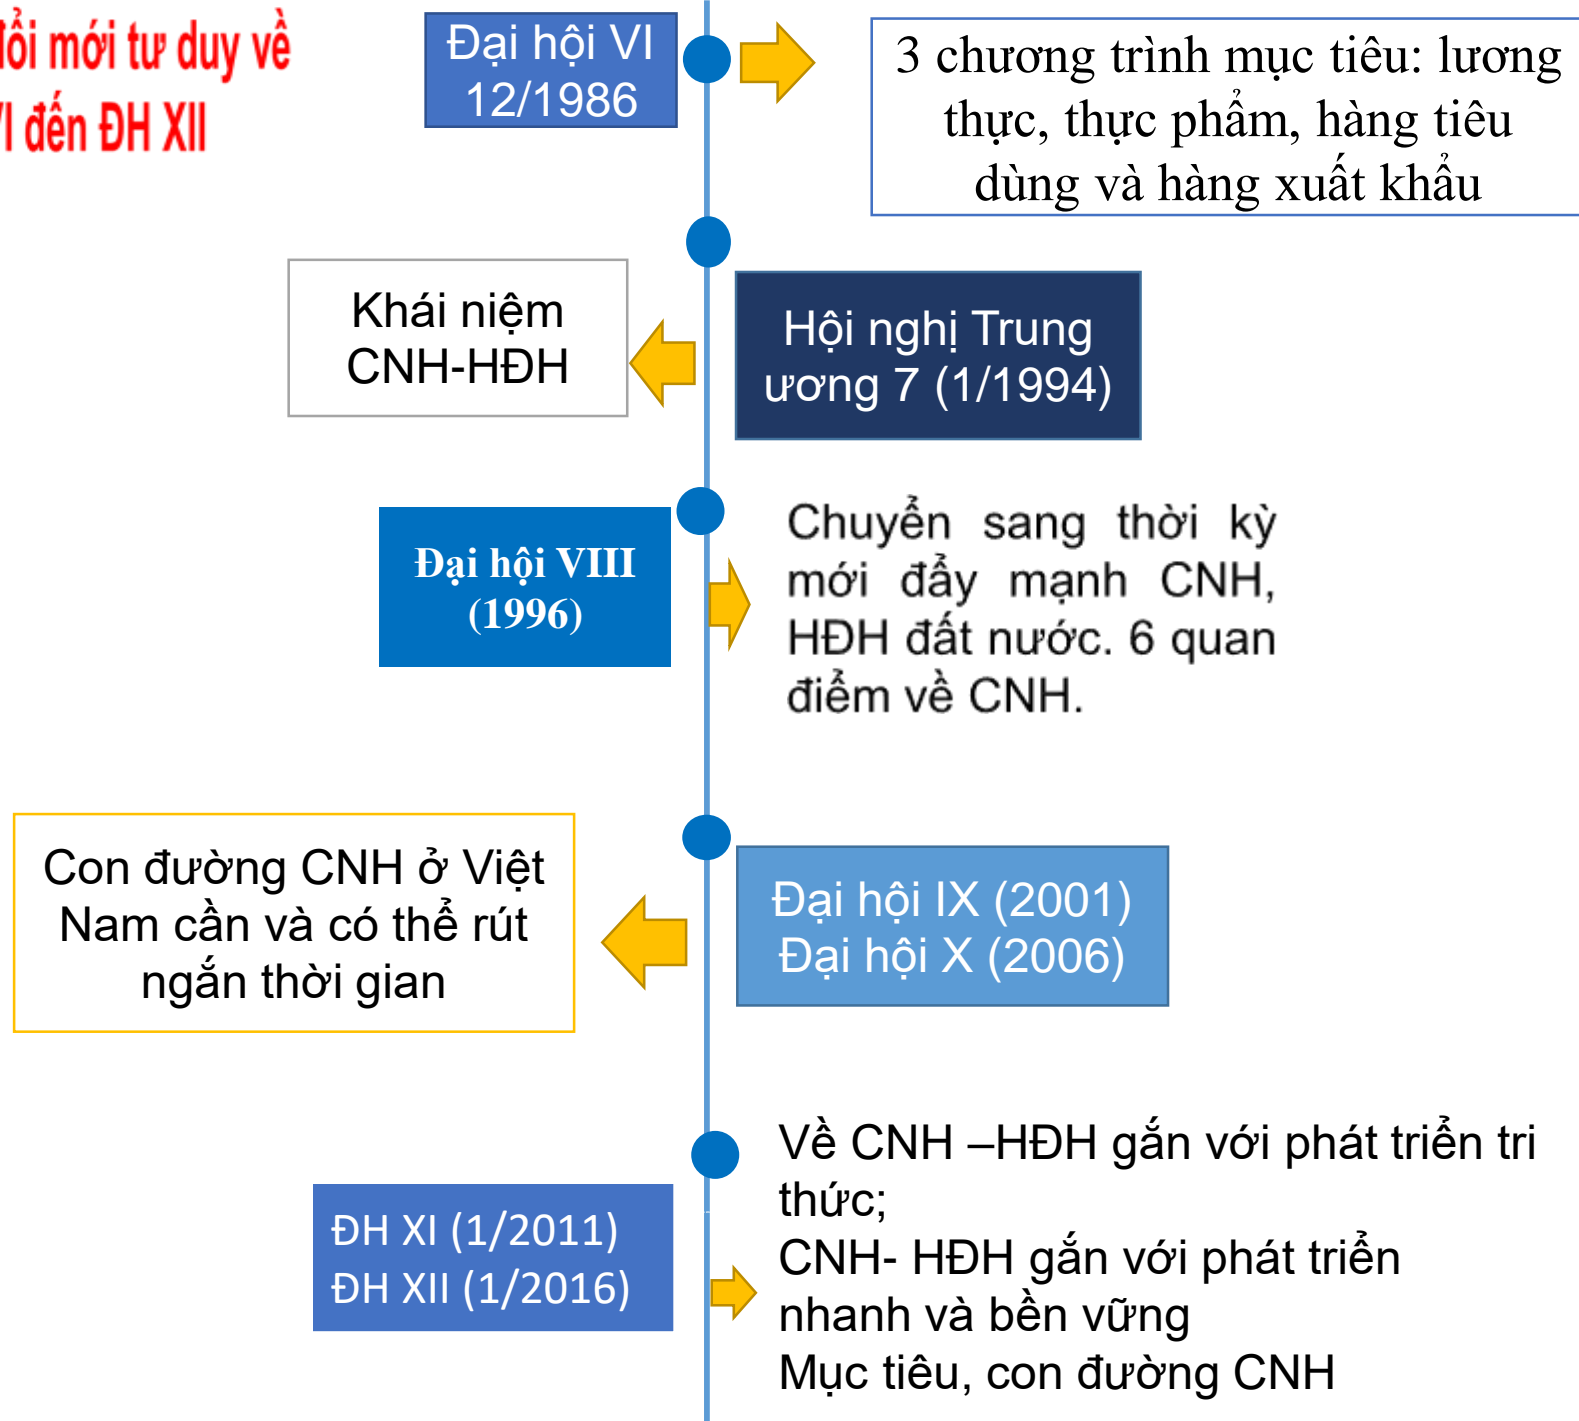 đổi mới tư duy về
VI đến ĐH XII
Đại hội VI
12/1986
3 chương trình mục tiêu: lương
thực, thực phẩm, hàng tiêu
dùng và hàng xuất khẩu
Khái niệm
CNH-HĐH
Hội nghị Trung
ương 7 (1/1994)
Đại hội VIII
(1996)
Chuyển sang thời kỳ
mới đẩy mạnh CNH,
HĐH đất nước. 6 quan
điểm về CNH.
Con đường CNH ở Việt
Nam cần và có thể rút
ngắn thời gian
Đại hội IX (2001)
Đại hội X (2006)
ĐH XI (1/2011)
ĐH XII (1/2016)
Về CNH –HĐH gắn với phát triển tri
thức;
CNH- HĐH gắn với phát triển
nhanh và bền vững
Mục tiêu, con đường CNH